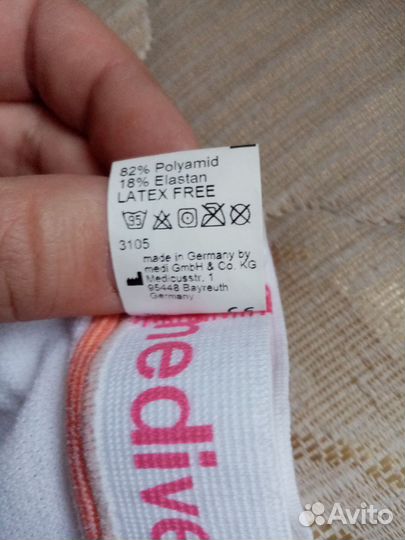 82% Polyamid
18% Elastan
LATEX FREE
95
3105
made in Germany by
medi GmbH & Co. KG
Medicusstr. 1
95448 Bayreuth
Germany
medive
Avito